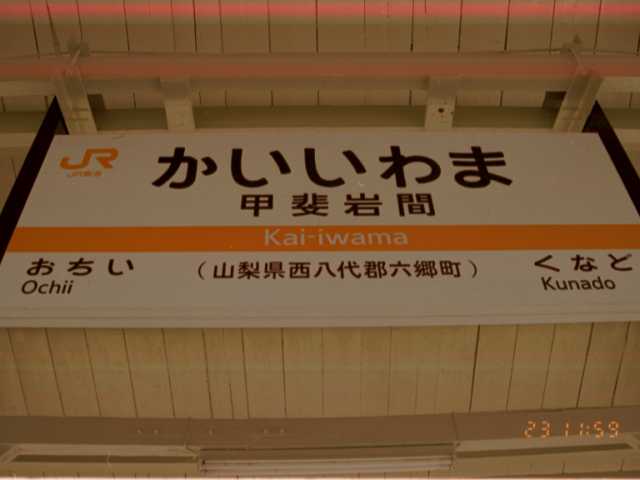 JR
JR東海
かいいわま
甲斐岩間
Kai-iwama
おちい
Ochii
(山梨県西八代郡六郷町)
くなど
Kunado
23 11:59